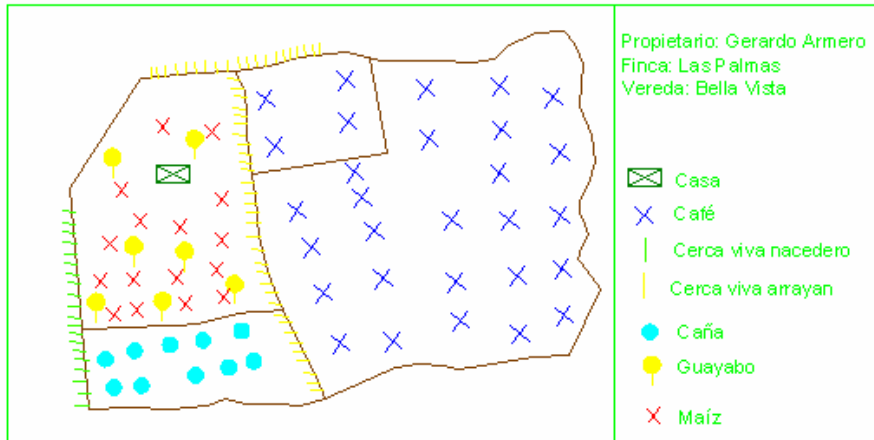 Propietario: Gerardo Armero
Finca: Las Palmas
Vereda: Bella Vista
Casa
Café
Cerca viva nacedero
Cerca viva arrayan
Caña
Guayabo
Maíz